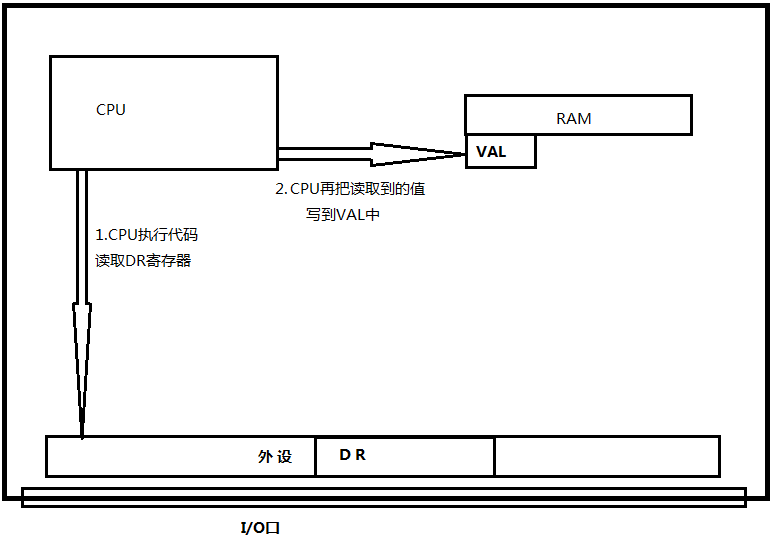 CPU
RAM
VAL
2.CPU再把读取到的值
写到VAL中
1.CPU执行代码
读取DR寄存器
外 设
D R
I/O口